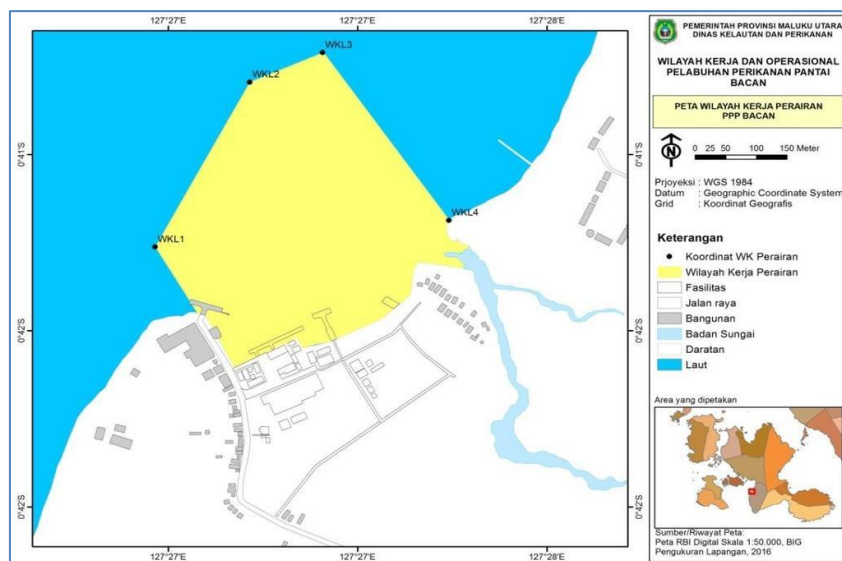 127°27'E 127°27'E 127°28'E
PEMERINTAH PROVINSI MALUKU UTARA
DINAS KELAUTAN DAN PERIKANAN
WILAYAH KERJA DAN OPERASIONAL
PELABUHAN PERIKANAN PANTAI
BACAN
PETA WILAYAH KERJA PERAIRAN
PPP BACAN
N
0 25 50 100 150 Meter
Prjoyeksi : WGS 1984
Datum : Geographic Coordinate System
Grid : Koordinat Geografis
Keterangan
Koordinat WK Perairan
Wilayah Kerja Perairan
Fasilitas
Jalan raya
Bangunan
Badan Sungai
Daratan
Laut
Area yang dipetakan
Sumber/Riwayat Peta:
Peta RBI Digital Skala 1:50.000, BIG
Pengukuran Lapangan, 2016
WKL3
WKL2
WKL4
WKL1
0°41'S
0°42'S
0°42'S
0°41'S
0°42'S
0°42'S
127°27'E 127°27'E 127°28'E